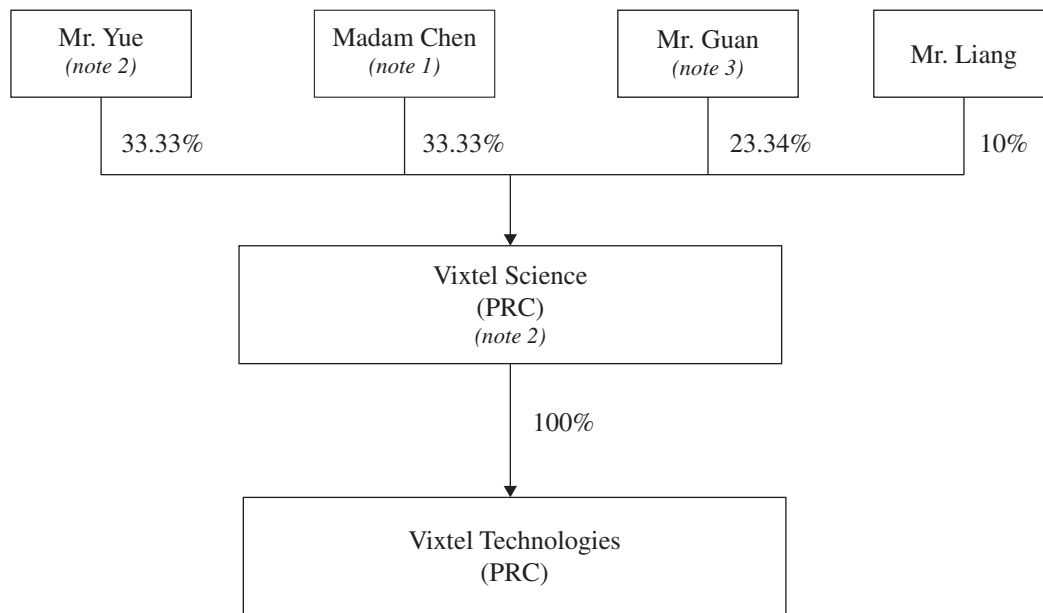 Mr. Yue
(note 2)
Madam Chen
(note 1)
Mr. Guan
(note 3)
Mr. Liang
33.33%
33.33%
23.34%
10%
Vixtel Science
(PRC)
(note 2)
100%
Vixtel Technologies
(PRC)